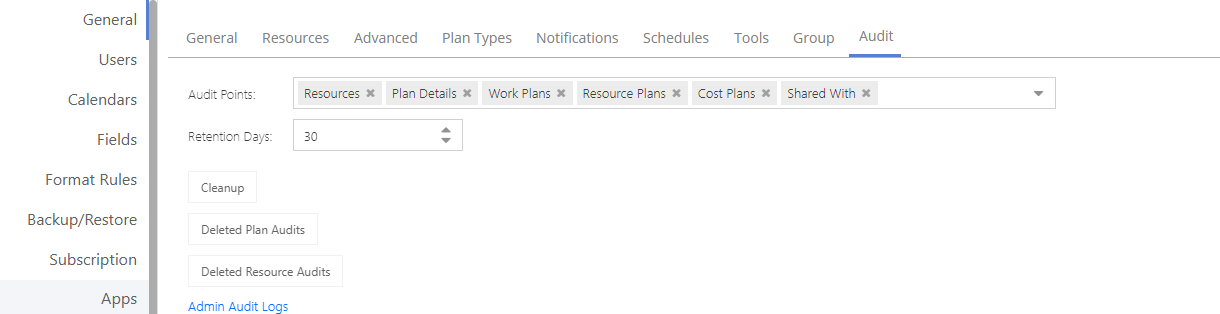 General
Users
Calendars
Fields
Format Rules
Backup/Restore
Subscription
Apps
General Resources Advanced Plan Types Notifications Schedules Tools Group Audit
Audit Points: Resources Plan Details Work Plans Resource Plans Cost Plans Shared With
Retention Days: 30
Cleanup
Deleted Plan Audits
Deleted Resource Audits
Admin Audit Logs